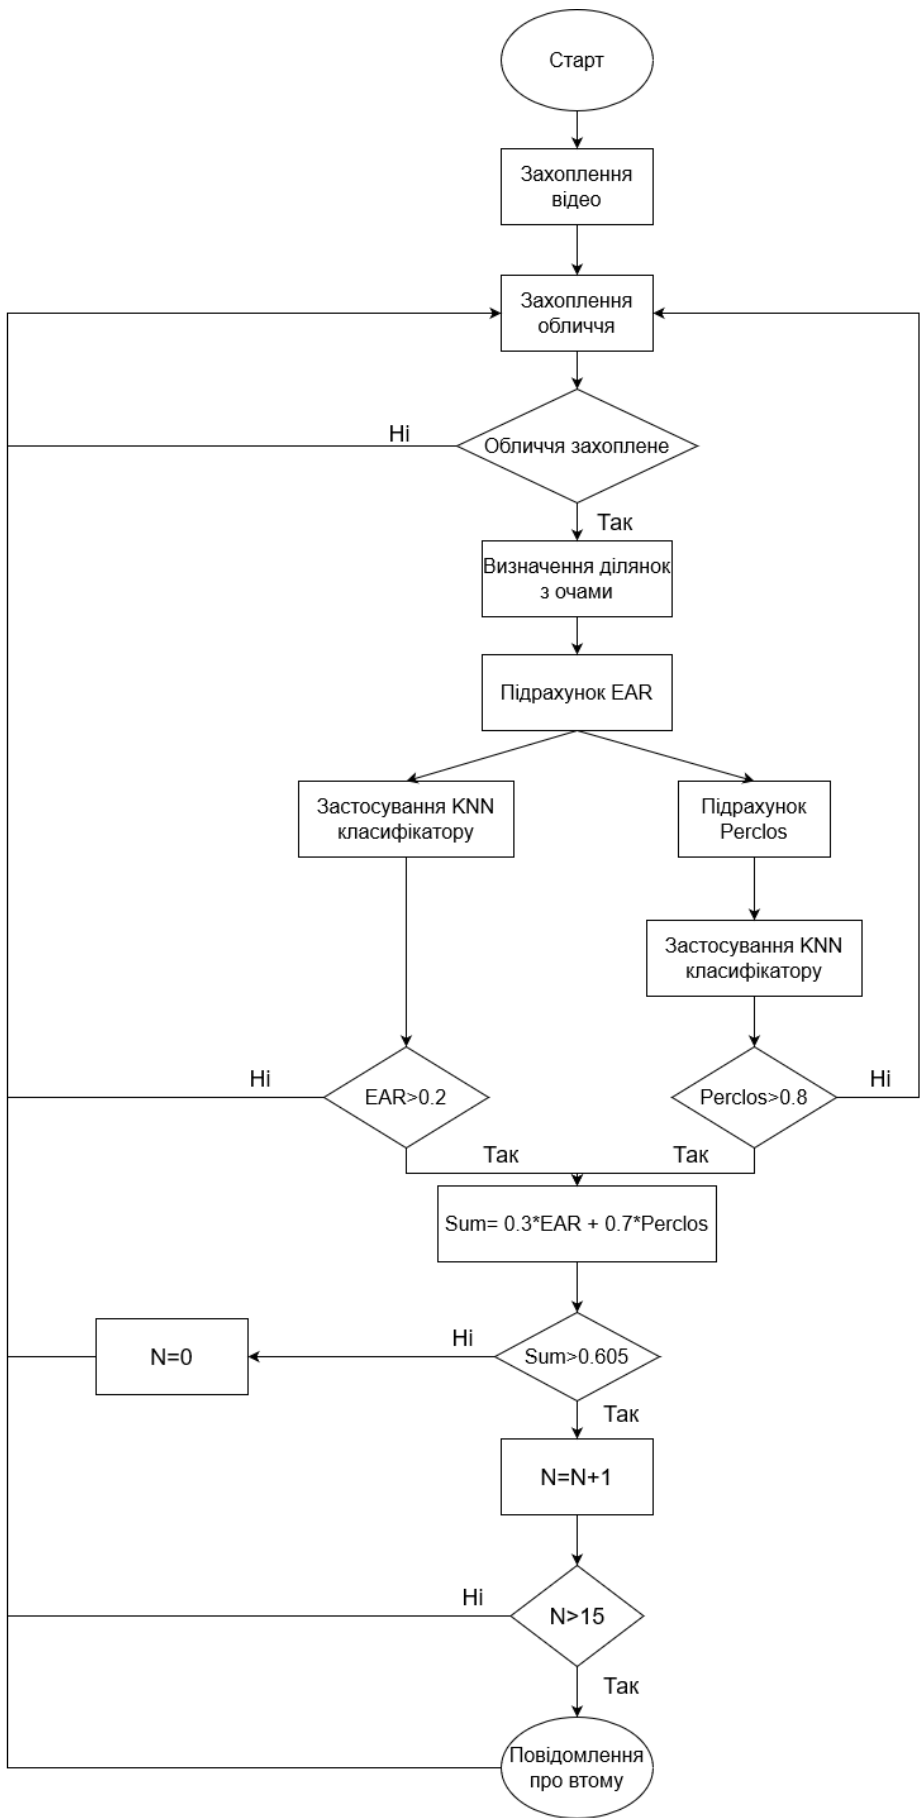 Старт
Захоплення
відео
Захоплення
обличчя
Ні
Обличчя захоплене
Так
Визначення ділянок
з очами
Підрахунок EAR
Застосування KNN
класифікатору
Підрахунок
Perclos
Застосування KNN
класифікатору
Ні
EAR>0.2
Perclos>0.8
Ні
Так
Так
Sum= 0.3*EAR + 0.7*Perclos
N=0
Ні
Sum>0.605
Так
N=N+1
Ні
N>15
Так
Повідомлення
про втому